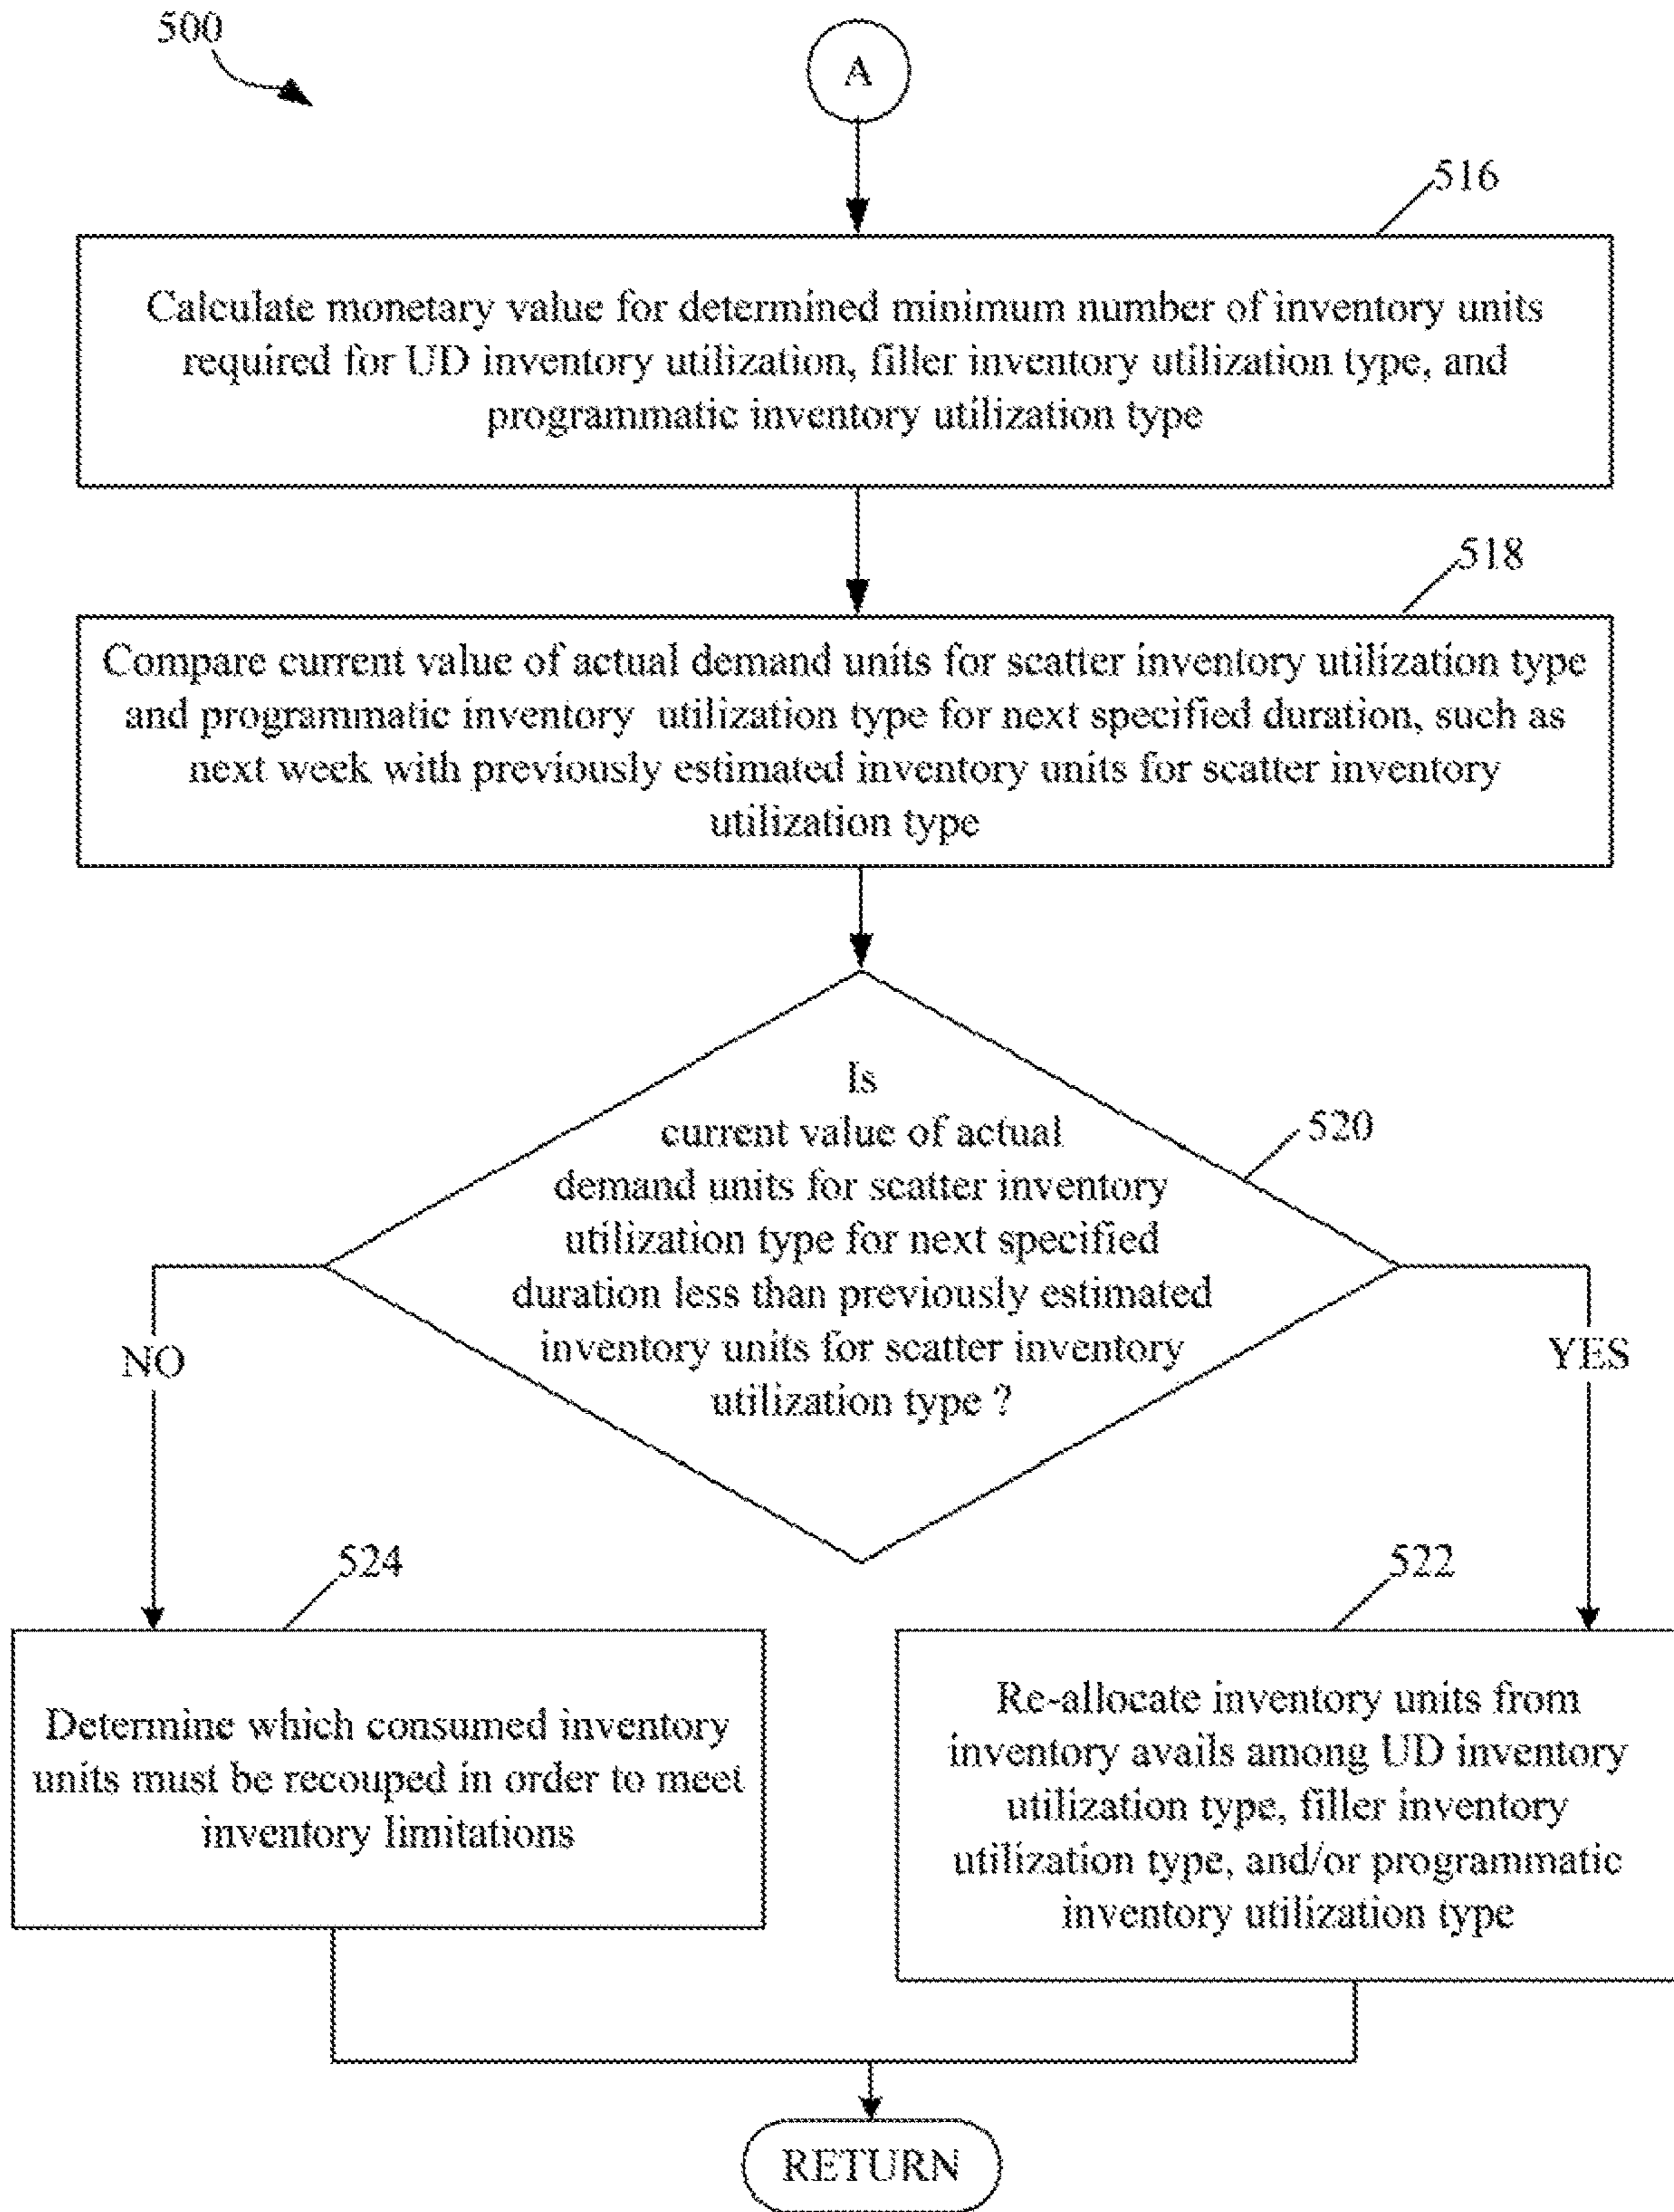 500
A
516
Calculate monetary value for determined minimum number of inventory units
required for UD inventory utilization, filler inventory utilization type, and
programmatic inventory utilization type
518
Compare current value of actual demand units for scatter inventory utilization type
and programmatic inventory utilization type for next specified duration, such as
next week with previously estimated inventory units for scatter inventory
utilization type
Is
current value of actual
demand units for scatter inventory
utilization type for next specified
duration less than previously estimated
inventory units for scatter inventory
utilization type ?
520
NO
YES
524
Determine which consumed inventory
units must be recouped in order to meet
inventory limitations
522
Re-allocate inventory units from
inventory avails among UD inventory
utilization type, filler inventory
utilization type, and/or programmatic
inventory utilization type
RETURN